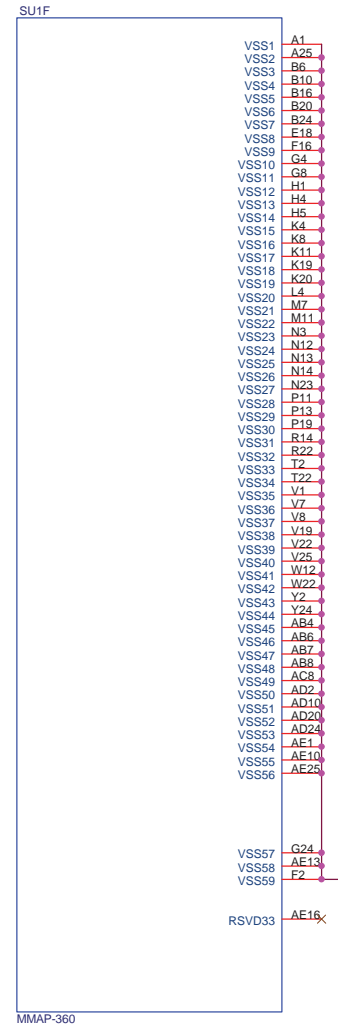 SU1F
VSS1 A1
VSS2 A25
VSS3 B6
VSS4 B10
VSS5 B16
VSS6 B20
VSS7 B24
VSS8 E18
VSS9 F16
VSS10 G4
VSS11 G8
VSS12 H1
VSS13 H4
VSS14 H5
VSS15 K4
VSS16 K8
VSS17 K11
VSS18 K19
VSS19 K20
VSS20 L4
VSS21 M7
VSS22 M11
VSS23 N3
VSS24 N12
VSS25 N13
VSS26 N14
VSS27 N23
VSS28 P11
VSS29 P13
VSS30 P19
VSS31 R14
VSS32 R22
VSS33 T2
VSS34 T22
VSS35 V1
VSS36 V7
VSS37 V8
VSS38 V19
VSS39 V22
VSS40 V25
VSS41 W12
VSS42 W22
VSS43 Y2
VSS44 Y24
VSS45 AB4
VSS46 AB6
VSS47 AB7
VSS48 AB8
VSS49 AC8
VSS50 AD2
VSS51 AD10
VSS52 AD20
VSS53 AD24
VSS54 AE1
VSS55 AE10
VSS56 AE25
VSS57 G24
VSS58 AE13
VSS59 F2
RSVD33 AE16
MMAP-360